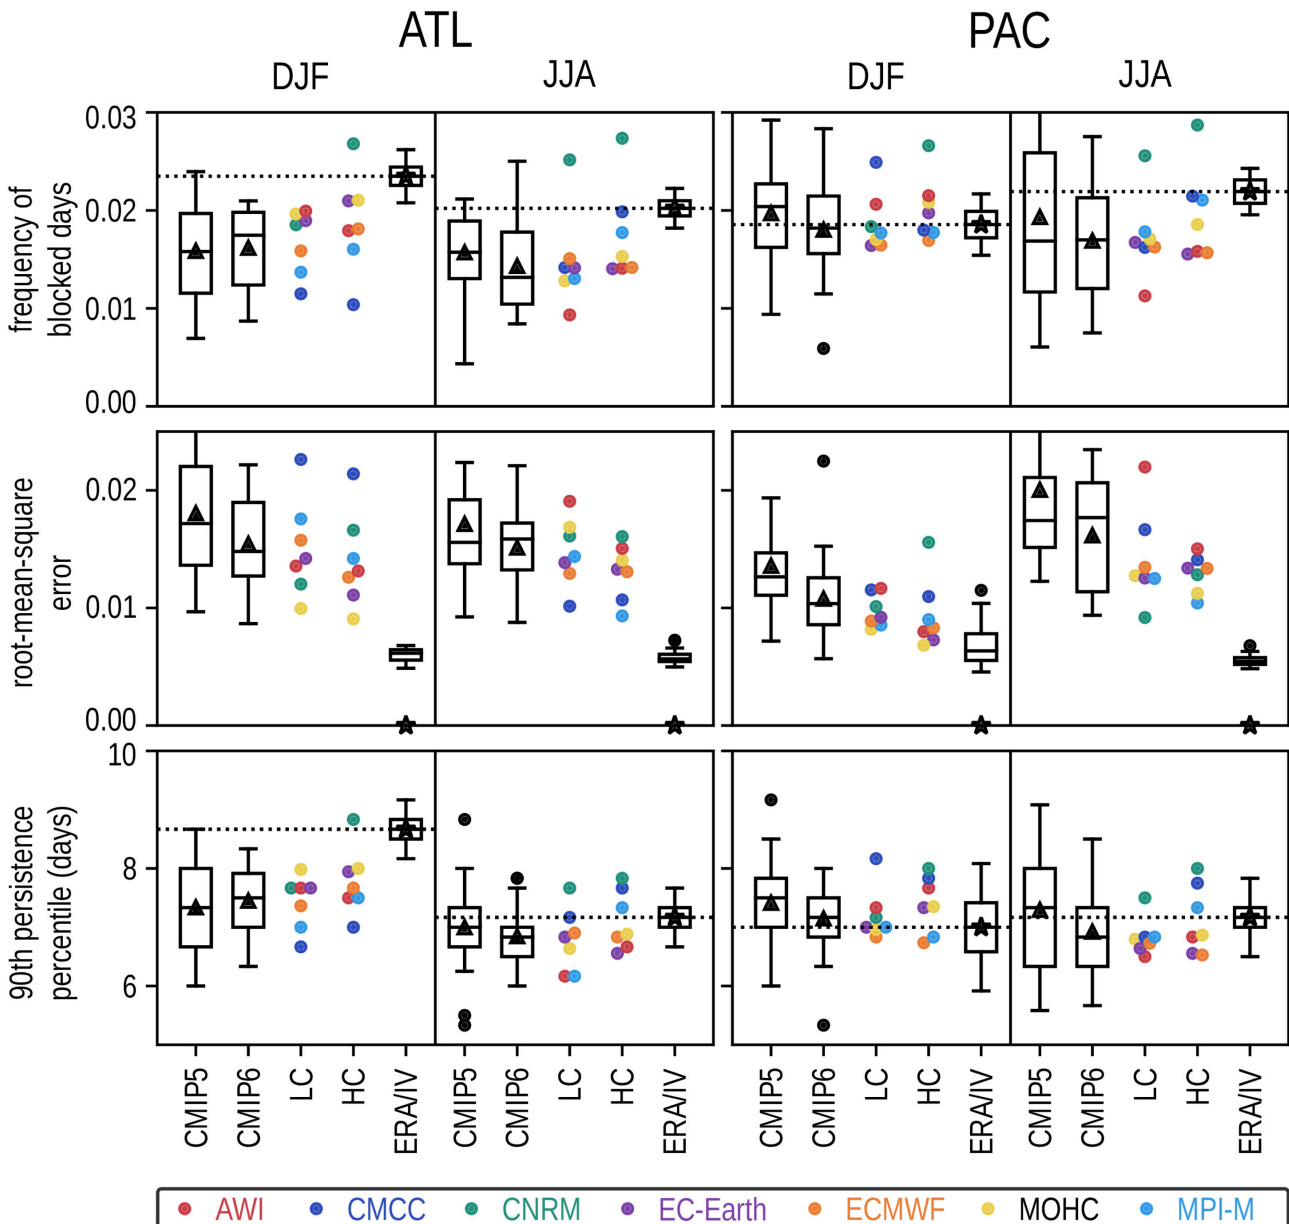 ATL PAC
DJF JJA DJF JJA
frequency of
blocked days
0.03
0.02
0.01
0.00
root-mean-square
error
0.02
0.01
0.00
90th persistence
percentile (days)
10
8
6
CMIP5 CMIP6 LC HC ERA/IV CMIP5 CMIP6 LC HC ERA/IV CMIP5 CMIP6 LC HC ERA/IV CMIP5 CMIP6 LC HC ERA/IV
AWI CMCC CNRM EC-Earth ECMWF MOHC MPI-M